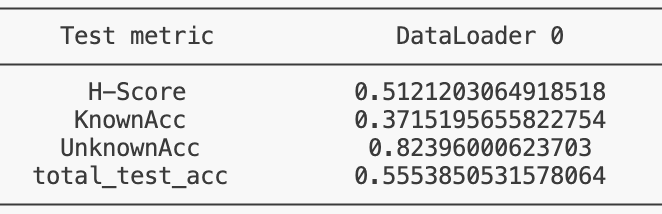 Test metric DataLoader 0
H-Score 0.5121203064918518
KnownAcc 0.3715195655822754
UnknownAcc 0.82396000623703
total_test_acc 0.5553850531578064